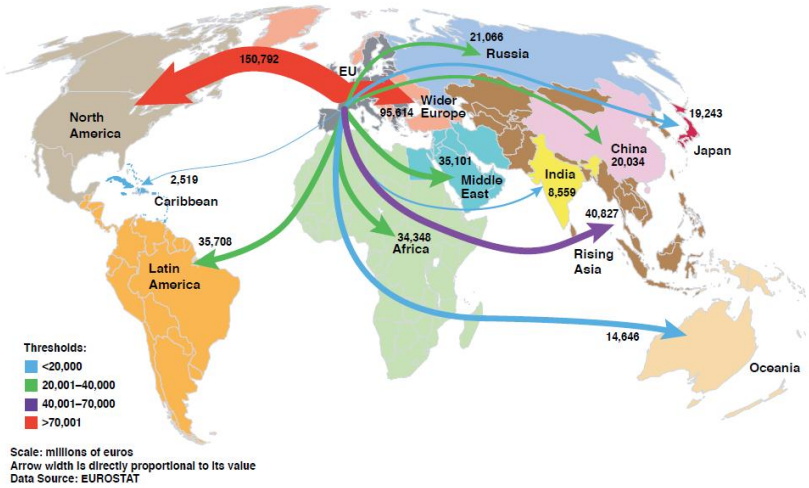 21,066
Russia
150,792
EU
North
America
95,614
Wider
Europe
19,243
Japan
China
20,034
35,101
Middle
East
India
8,559
2,519
Caribbean
40,827
Rising
Asia
35,708
34,348
Africa
Latin
America
14,646
Oceania
Thresholds:
<20,000
20,001–40,000
40,001–70,000
>70,001
Scale: millions of euros
Arrow width is directly proportional to its value
Data Source: EUROSTAT